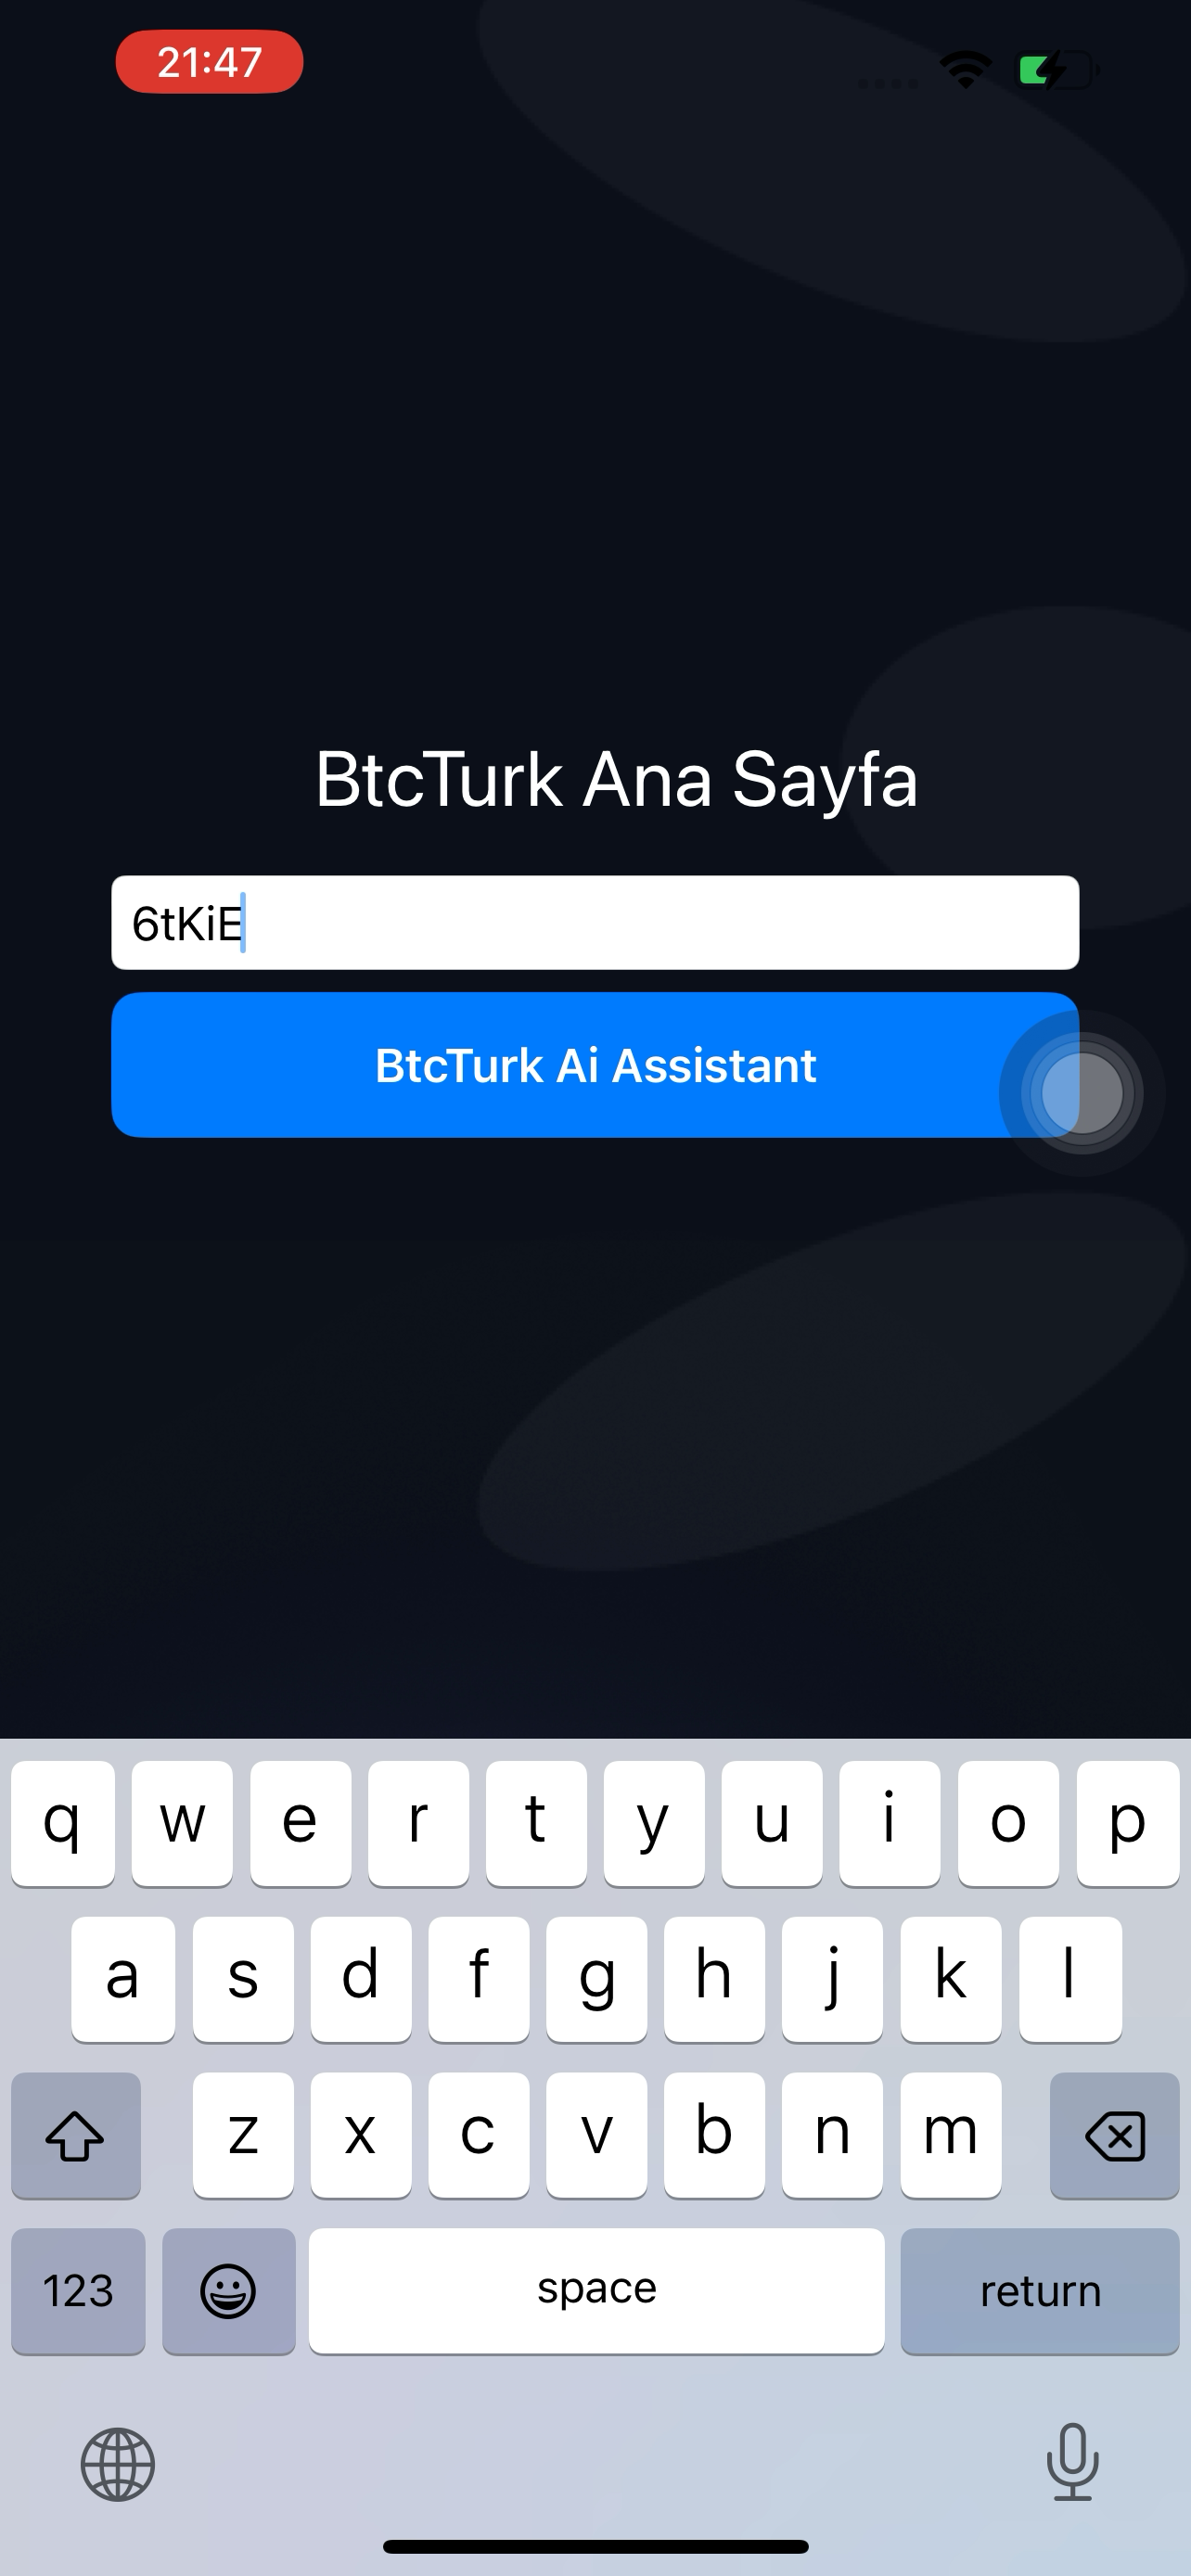 21:47
BtcTurk Ana Sayfa
6tKiE
BtcTurk Ai Assistant
q w e r t y u i o p
a s d f g h j k l
z x c v b n m
123 space return